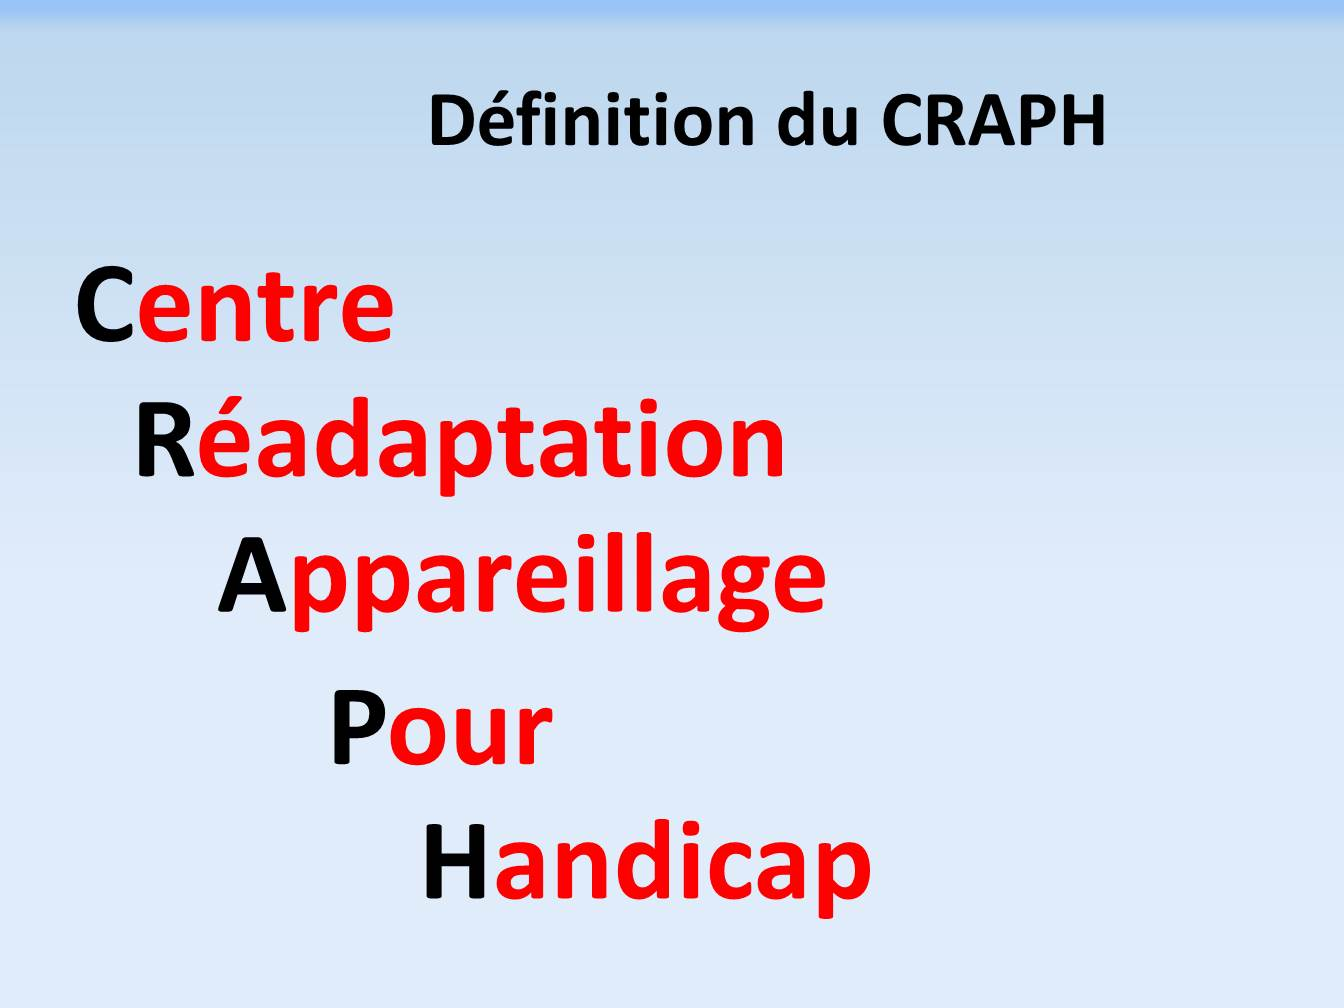 Définition du CRAPH
Centre
Réadaptation
Appareillage
Pour
Handicap